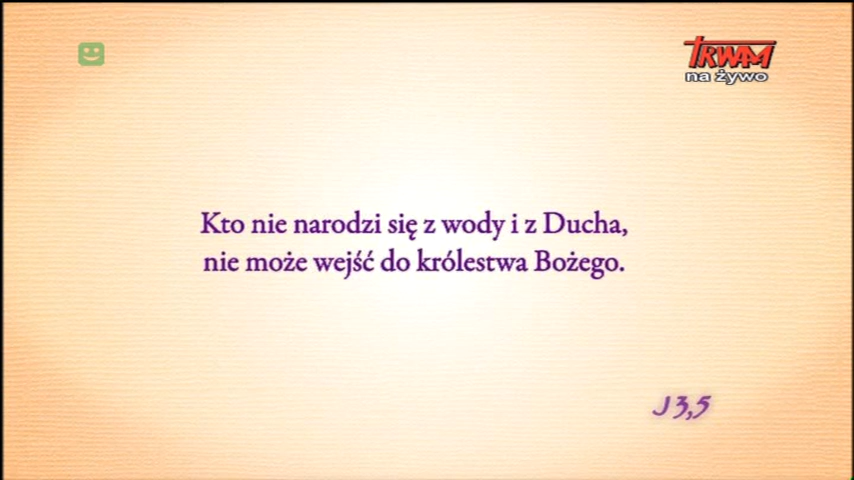 TRWAM
na żywo
Kto nie narodzi się z wody i z Ducha,
nie może wejść do królestwa Bożego.
J 3,5